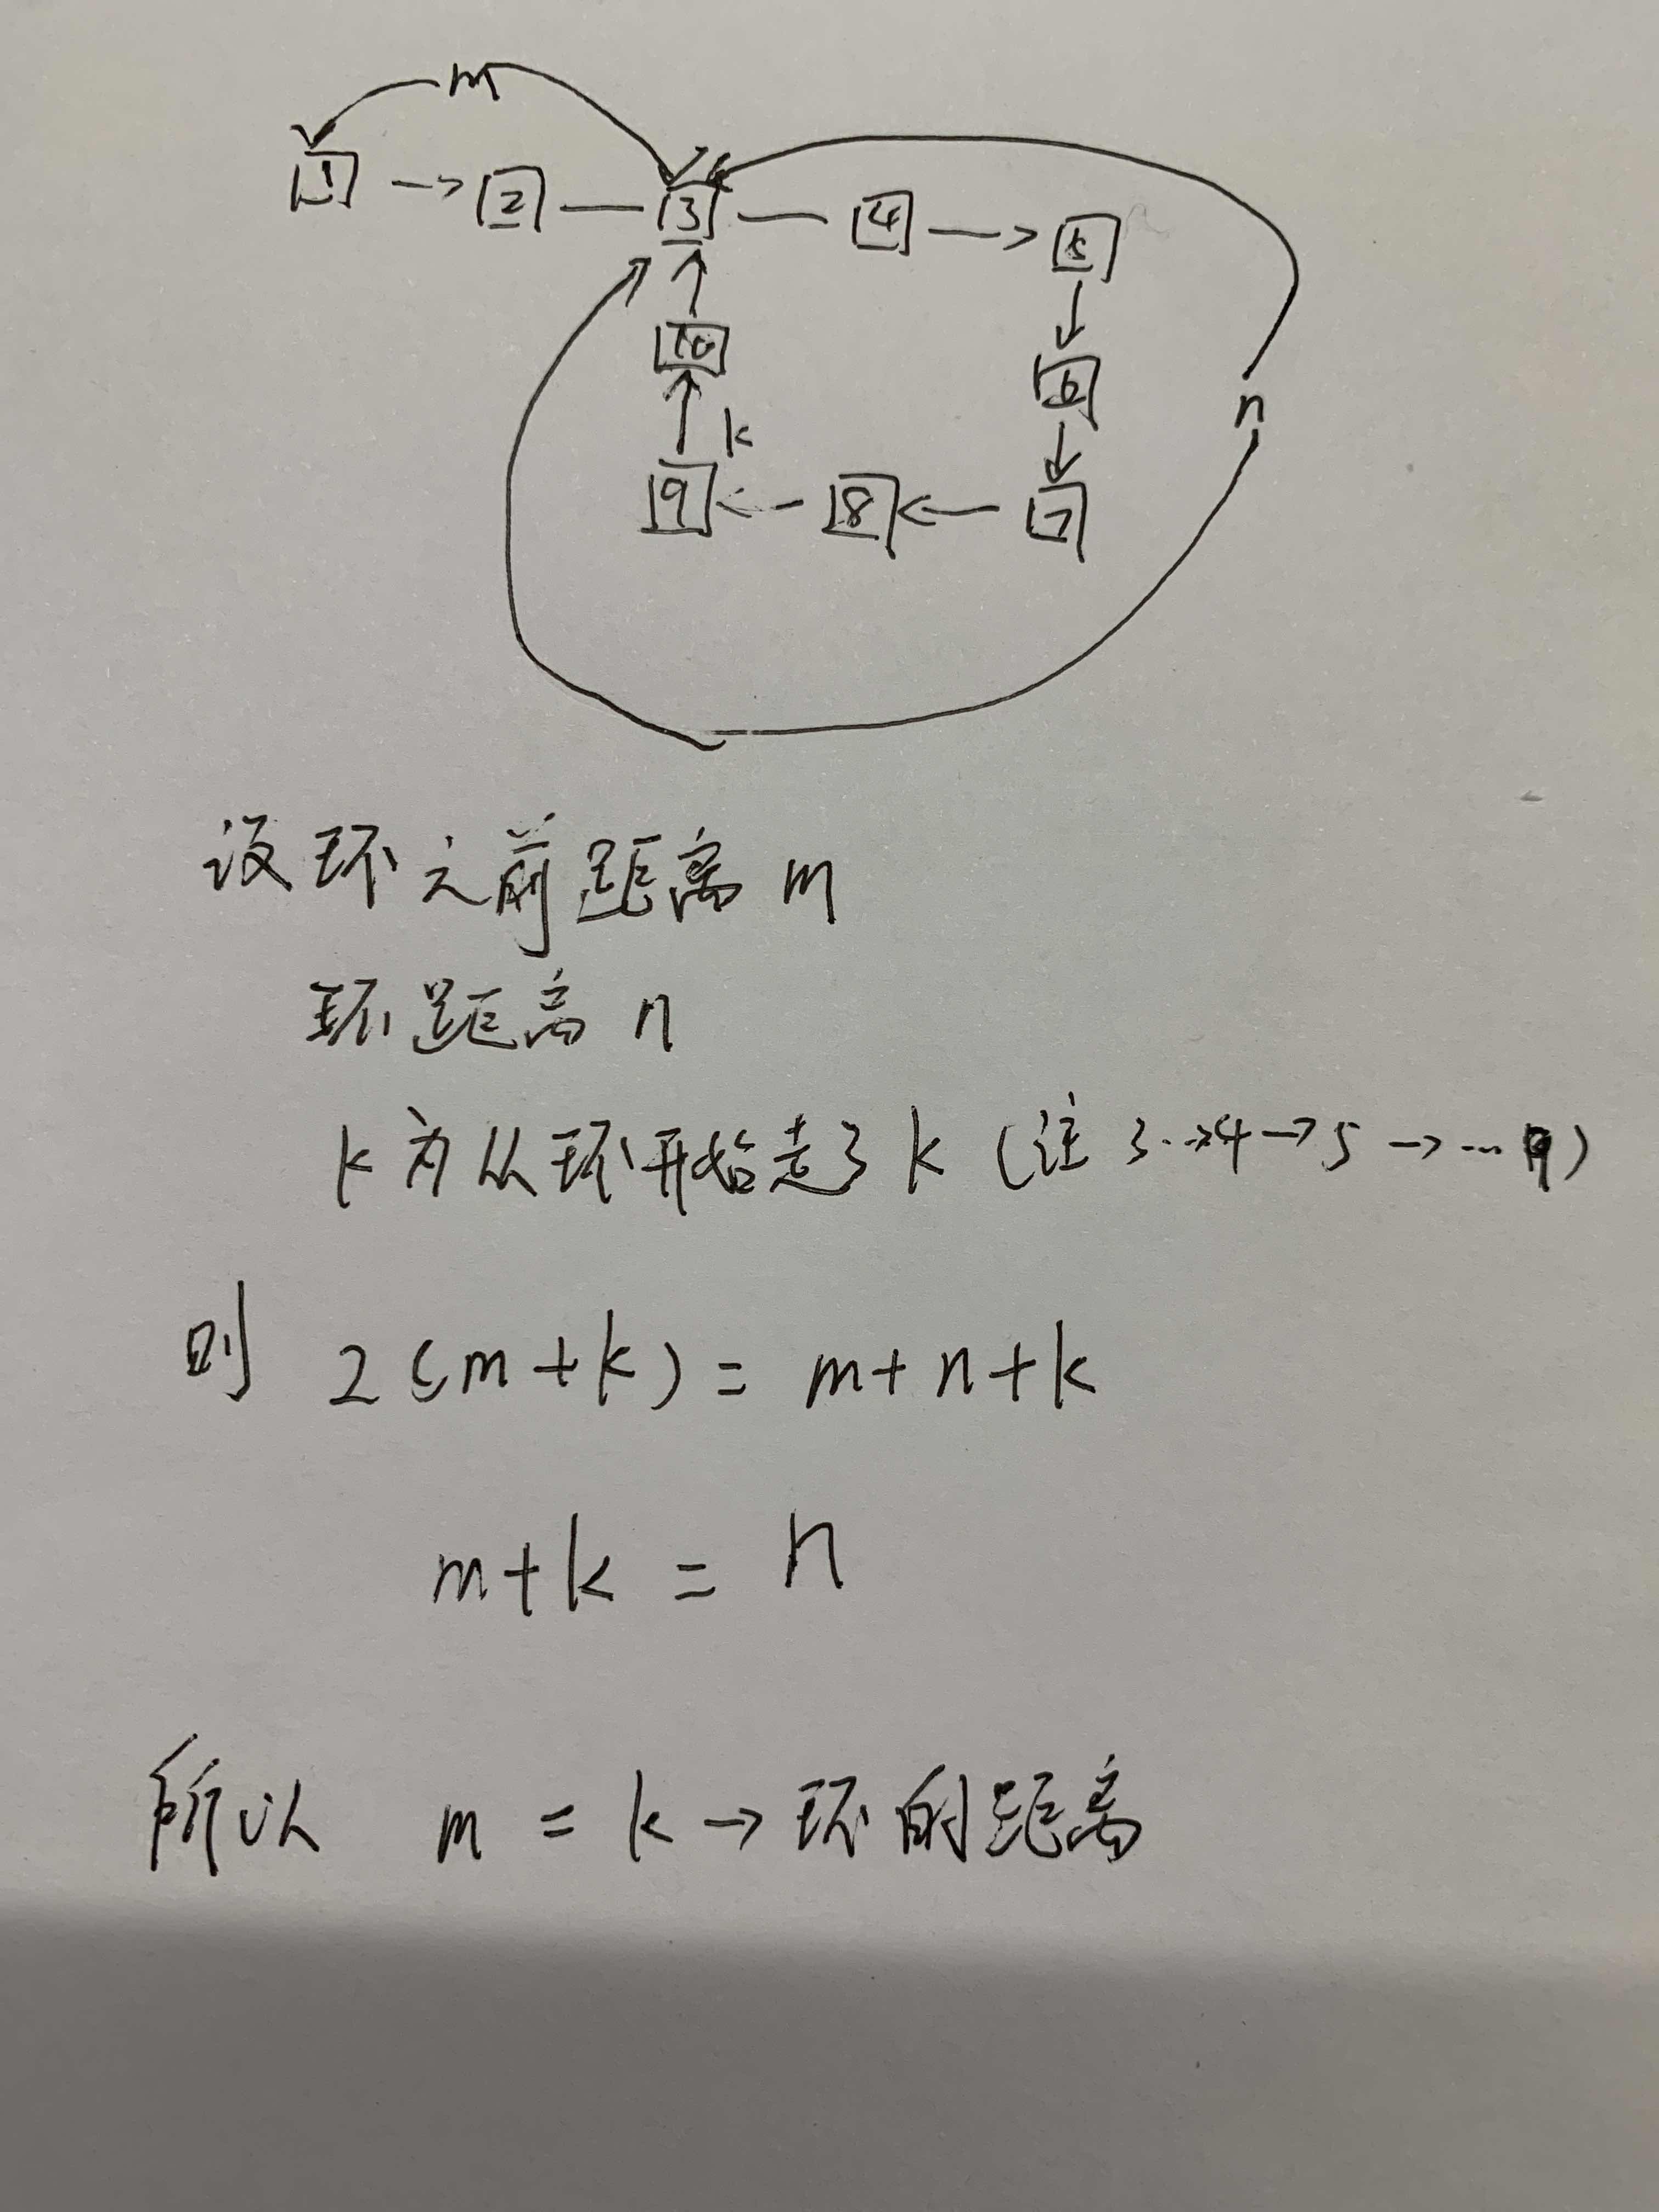 m
1 → 2 — 3 — 4 → 5
10
6
k
n
9 ← 8 ← 7
设环之前距离 m
环距离 n
k 为从环开始走了 k (注 3→4→5→…9)
则 2(m+k) = m+n+k
m+k = n
所以 m = k → 环的距离